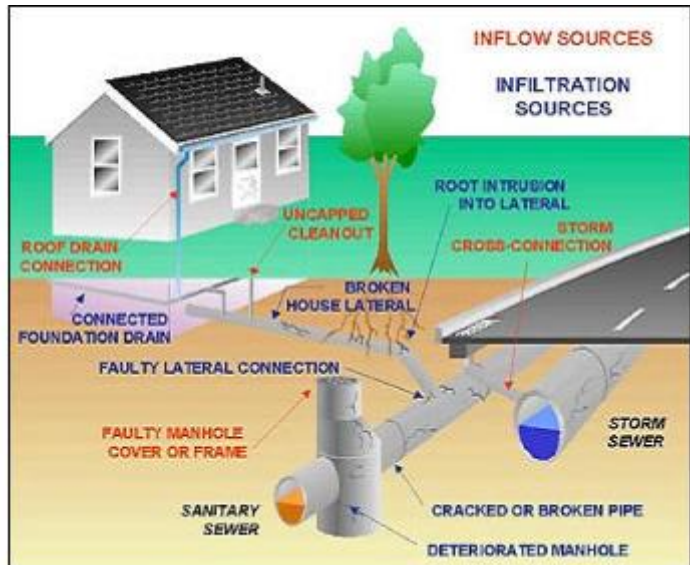 INFLOW SOURCES
INFILTRATION
SOURCES
ROOT INTRUSION
INTO LATERAL
UNCAPPED
CLEANOUT
STORM
CROSS-CONNECTION
ROOF DRAIN
CONNECTION
BROKEN
HOUSE LATERAL
CONNECTED
FOUNDATION DRAIN
FAULTY LATERAL CONNECTION
FAULTY MANHOLE
COVER OR FRAME
STORM
SEWER
SANITARY
SEWER
CRACKED OR BROKEN PIPE
DETERIORATED MANHOLE